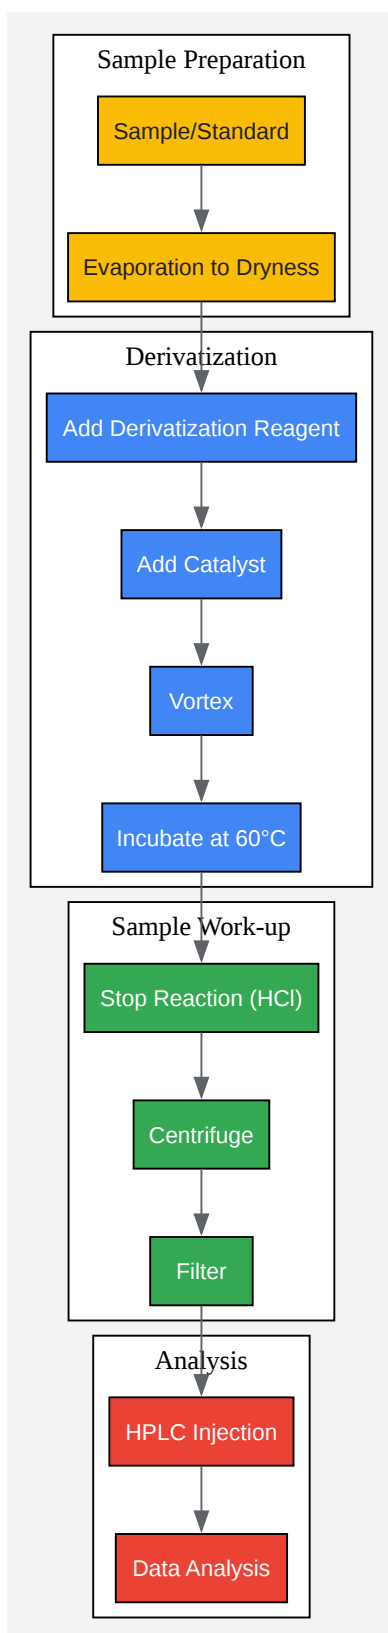 Sample Preparation
Sample/Standard
Evaporation to Dryness
Derivatization
Add Derivatization Reagent
Add Catalyst
Vortex
Incubate at 60°C
Sample Work-up
Stop Reaction (HCl)
Centrifuge
Filter
Analysis
HPLC Injection
Data Analysis